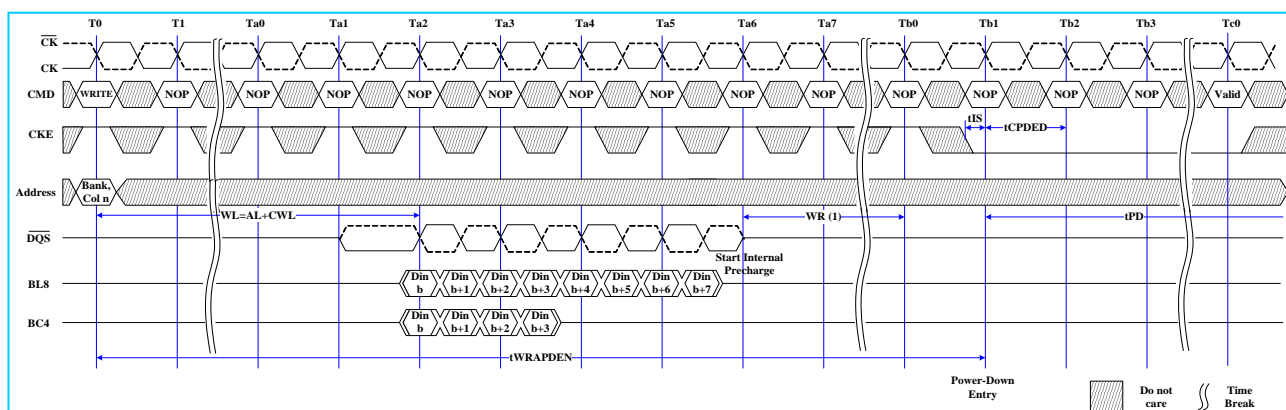 T0 T1 Ta0 Ta1 Ta2 Ta3 Ta4 Ta5 Ta6 Ta7 Tb0 Tb1 Tb2 Tb3 Tc0
CK
CK
CMD WRITE NOP NOP NOP NOP NOP NOP NOP NOP NOP NOP NOP NOP NOP Valid
tIS
CKE tCPDED
Address Bank,
Col n
WL=AL+CWL WR (1) tPD
DQS
Start Internal
Precharge
BL8 Din
b Din
b+1 Din
b+2 Din
b+3 Din
b+4 Din
b+5 Din
b+6 Din
b+7
BC4 Din
b Din
b+1 Din
b+2 Din
b+3
tWRAPDEN
Power-Down
Entry
Do not
care
Time
Break